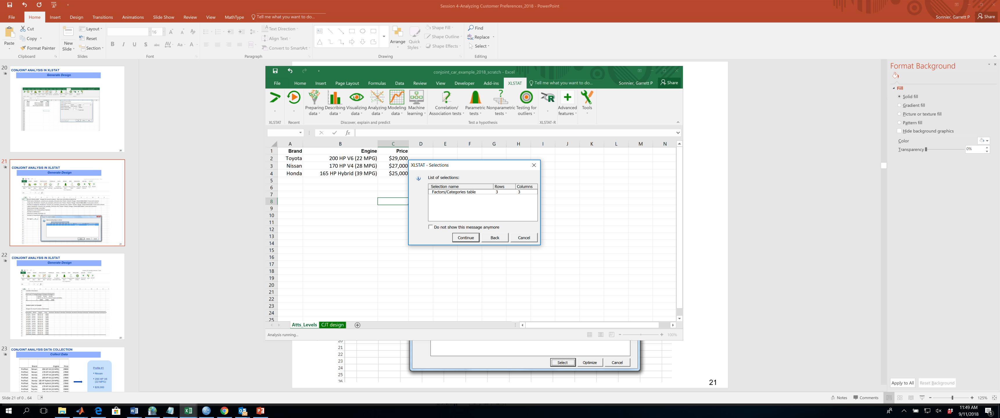 Session 4-Analyzing Customer Preferences_2018 - PowerPoint
File Home Insert Design Transitions Animations Slide Show Review View MathType Tell me what you want to do...
Sonnier, Garrett P Share
Paste
Cut
Copy
Format Painter
Clipboard
New Slide
Layout
Reset
Section
Slides
16
Font
Text Direction
Align Text
Convert to SmartArt
Paragraph
Arrange
Quick Styles
Shape Fill
Shape Outline
Shape Effects
Drawing
Find
Replace
Select
Editing
20
CONJOINT ANALYSIS IN XLSTAT
Generate Design
20
21
CONJOINT ANALYSIS IN XLSTAT
Generate Design
21
22
CONJOINT ANALYSIS IN XLSTAT
Generate Design
22
23
CONJOINT ANALYSIS DATA COLLECTION
Collect Data
Brand Engine Price
Profile1 Nissan 200 HP V6 (22 MPG) 29000
Profile2 Nissan 170 HP V4 (28 MPG) 27000
Profile3 Honda 170 HP V4 (28 MPG) 29000
Profile4 Honda 200 HP V6 (22 MPG) 27000
Profile5 Honda 165 HP Hybrid (39 MPG) 25000
Profile6 Toyota 165 HP Hybrid (39 MPG) 27000
Profile7 Toyota 170 HP V4 (28 MPG) 29000
Profile8 Toyota 200 HP V6 (22 MPG) 25000
Profile #1
• Nissan
• 200 HP V6
(22 MPG)
• $29,000
conjoint_car_example_2018_scratch - Excel
File Home Insert Page Layout Formulas Data Review View Developer Add-ins XLSTAT Tell me what you want to do... Sonnier, Garrett P Share
Preparing data Describing data Visualizing data Analyzing data Modeling data Machine learning Correlation/ Association tests Parametric tests Nonparametric tests Testing for outliers Advanced features Tools
XLSTAT Recent Discover, explain and predict Test a hypothesis XLSTAT-R
fx
A B C D E F G H I J K L M N
1 Brand Engine Price
2 Toyota 200 HP V6 (22 MPG) $29,000
3 Nissan 170 HP V4 (28 MPG) $27,000
4 Honda 165 HP Hybrid (39 MPG) $25,000
5
6
7
8
9
10
11
12
13
14
15
16
17
18
19
20
21
22
23
24
25
XLSTAT - Selections
List of selections:
Selection name Rows Columns
Factors/Categories table 3 3
Do not show this message anymore
Continue Back Cancel
Atts_Levels CJT design
Analysis running...
100%
20
21
22
23
24
25
26
Select Optimize Cancel
21
Format Background
Fill
Solid fill
Gradient fill
Picture or texture fill
Pattern fill
Hide background graphics
Color
Transparency 0%
Apply to All Reset Background
Slide 21 of 0 .. 64
Notes Comments 125%
11:49 AM
9/11/2018